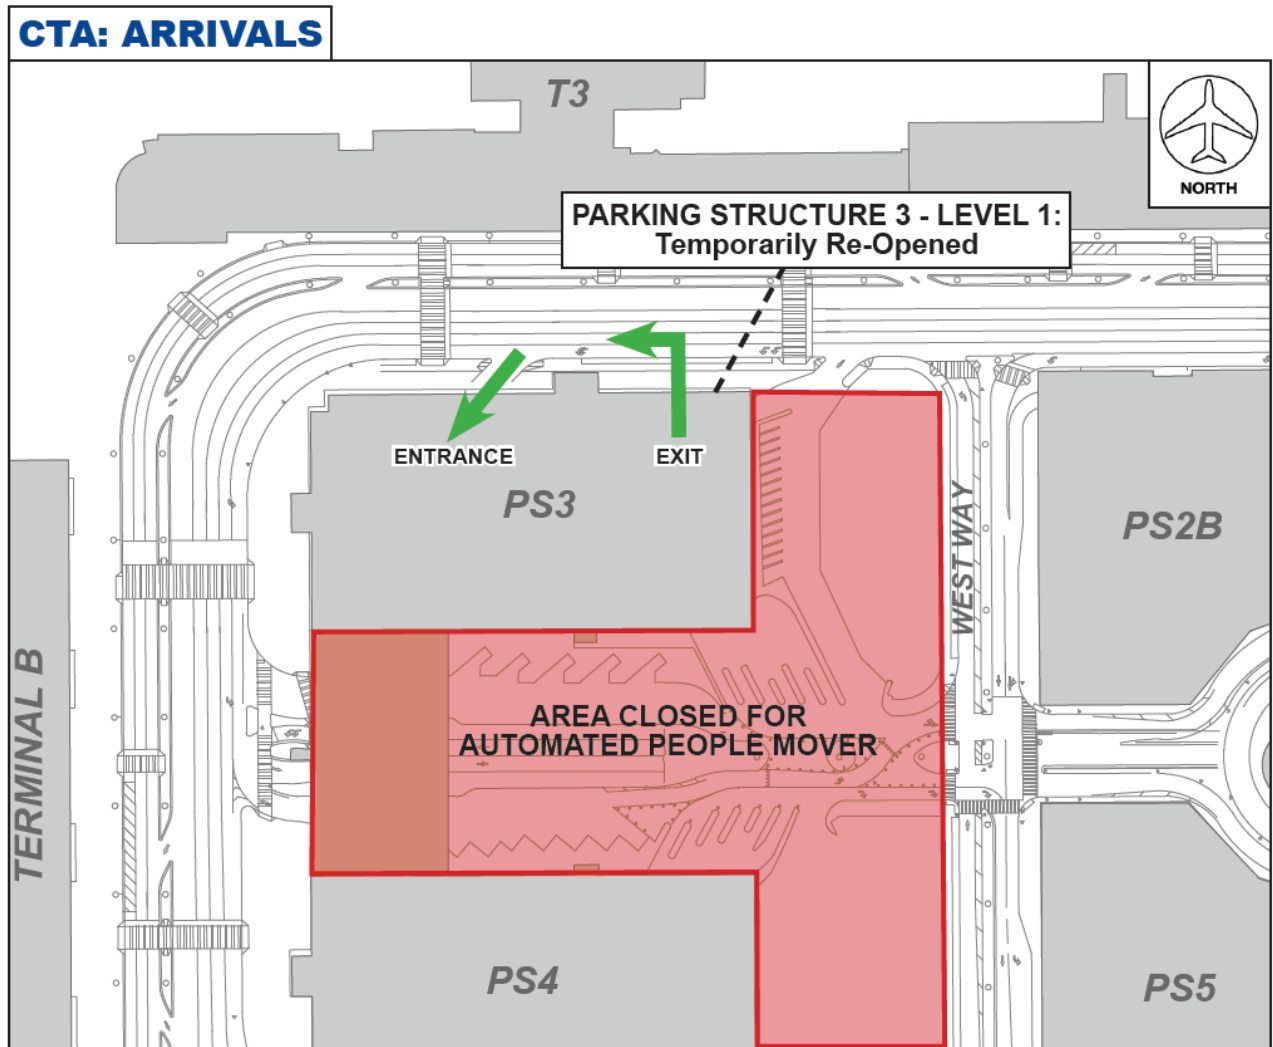 CTA: ARRIVALS
T3
NORTH
PARKING STRUCTURE 3 - LEVEL 1:
Temporarily Re-Opened
ENTRANCE
EXIT
PS3
WEST WAY
PS2B
TERMINAL B
AREA CLOSED FOR
AUTOMATED PEOPLE MOVER
PS4
PS5